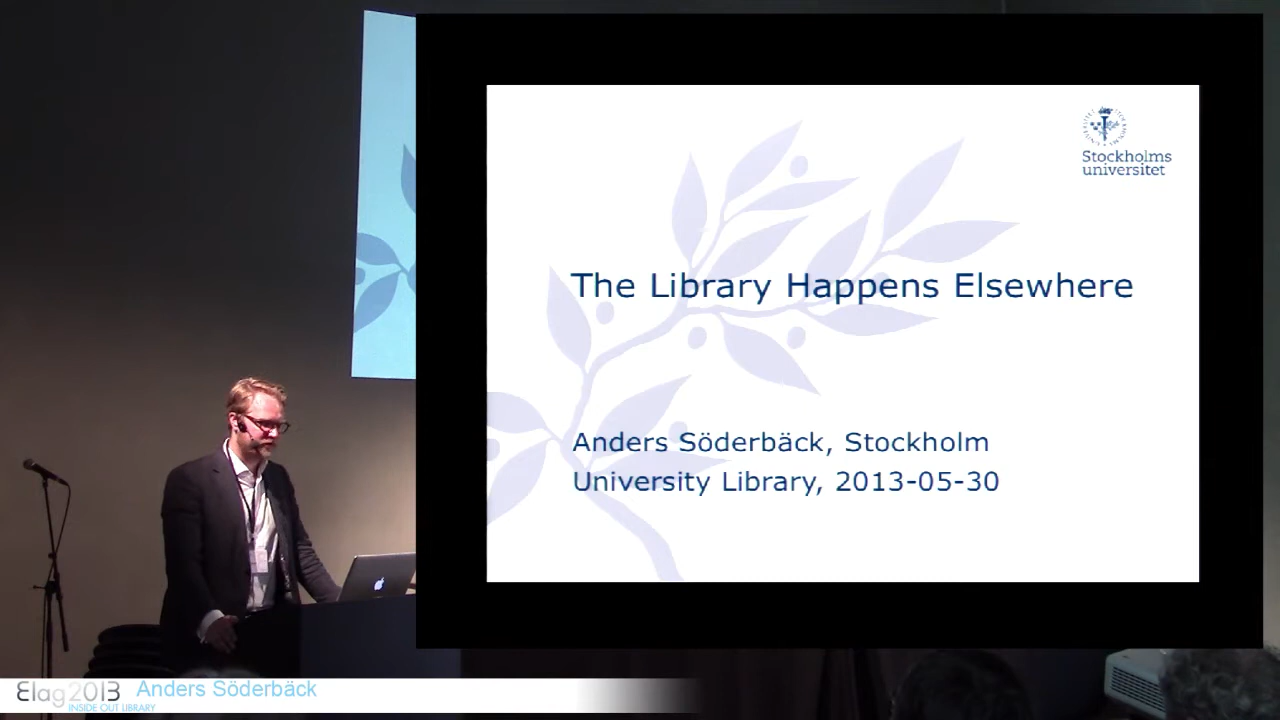 Stockholms
universitet
The Library Happens Elsewhere
Anders Söderbäck, Stockholm
University Library, 2013-05-30
Elag2013 Anders Söderbäck
INSIDE OUT LIBRARY